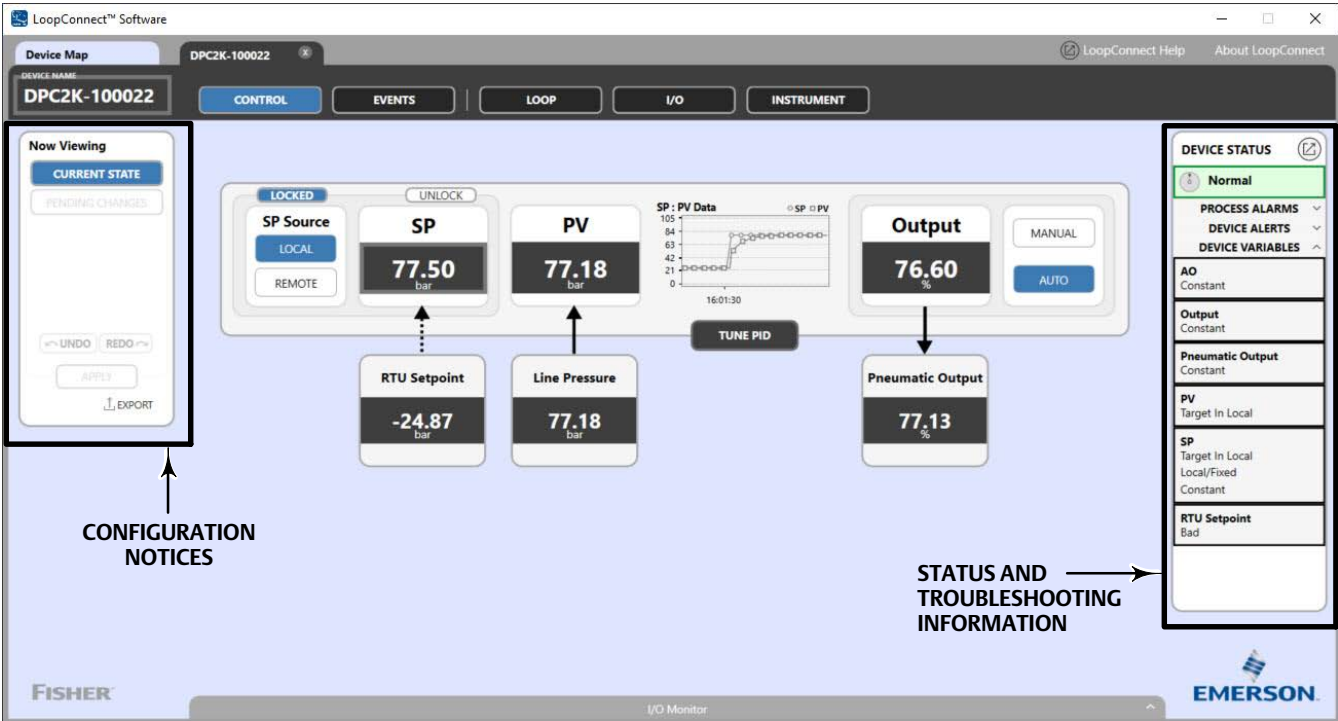 LoopConnect™ Software
Device Map
DPC2K-100022
LoopConnect Help
About LoopConnect
DEVICE NAME
DPC2K-100022
CONTROL
EVENTS
LOOP
I/O
INSTRUMENT
Now Viewing
CURRENT STATE
PENDING CHANGES
UNDO
REDO
APPLY
EXPORT
CONFIGURATION
NOTICES
LOCKED
UNLOCK
SP Source
LOCAL
REMOTE
SP
77.50
bar
PV
77.18
bar
SP : PV Data
SP
PV
105
84
63
42
21
0
16:01:30
Output
76.60
%
MANUAL
AUTO
TUNE PID
RTU Setpoint
-24.87
bar
Line Pressure
77.18
bar
Pneumatic Output
77.13
%
DEVICE STATUS
Normal
PROCESS ALARMS
DEVICE ALERTS
DEVICE VARIABLES
AO
Constant
Output
Constant
Pneumatic Output
Constant
PV
Target In Local
SP
Target In Local
Local/Fixed
Constant
RTU Setpoint
Bad
STATUS AND
TROUBLESHOOTING
INFORMATION
FISHER
I/O Monitor
EMERSON